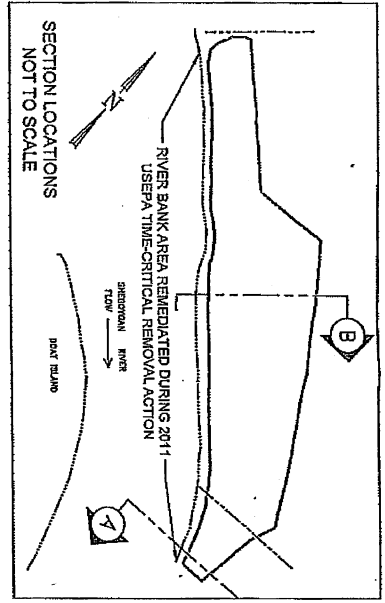 SECTION LOCATIONS
NOT TO SCALE
N
RIVER BANK AREA REMEDIATED DURING 2011
USEPA TIME-CRITICAL REMOVAL ACTION
SHEBOYGAN RIVER
FLOW
BOAT ISLAND
B
A